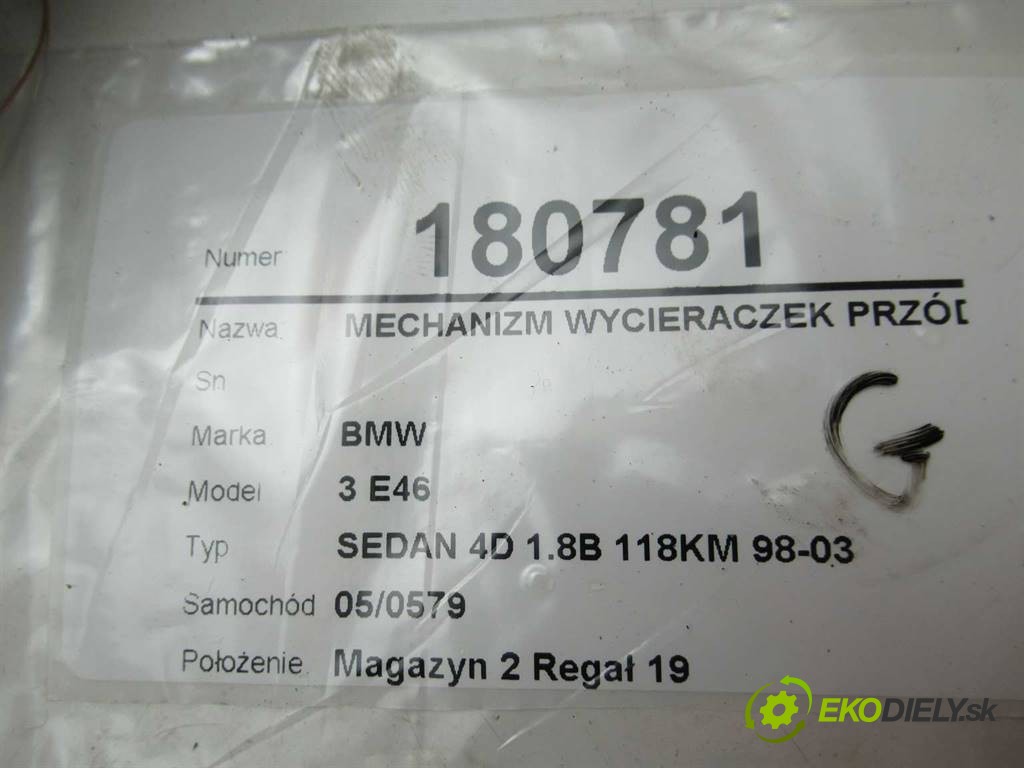 Numer 180781
Nazwa MECHANIZM WYCIERACZEK PRZÓD
Sn
Marka BMW
G
Model 3 E46
Typ SEDAN 4D 1.8B 118KM 98-03
Samochód 05/0579
Położenie Magazyn 2 Regał 19
EKODIELY.sk